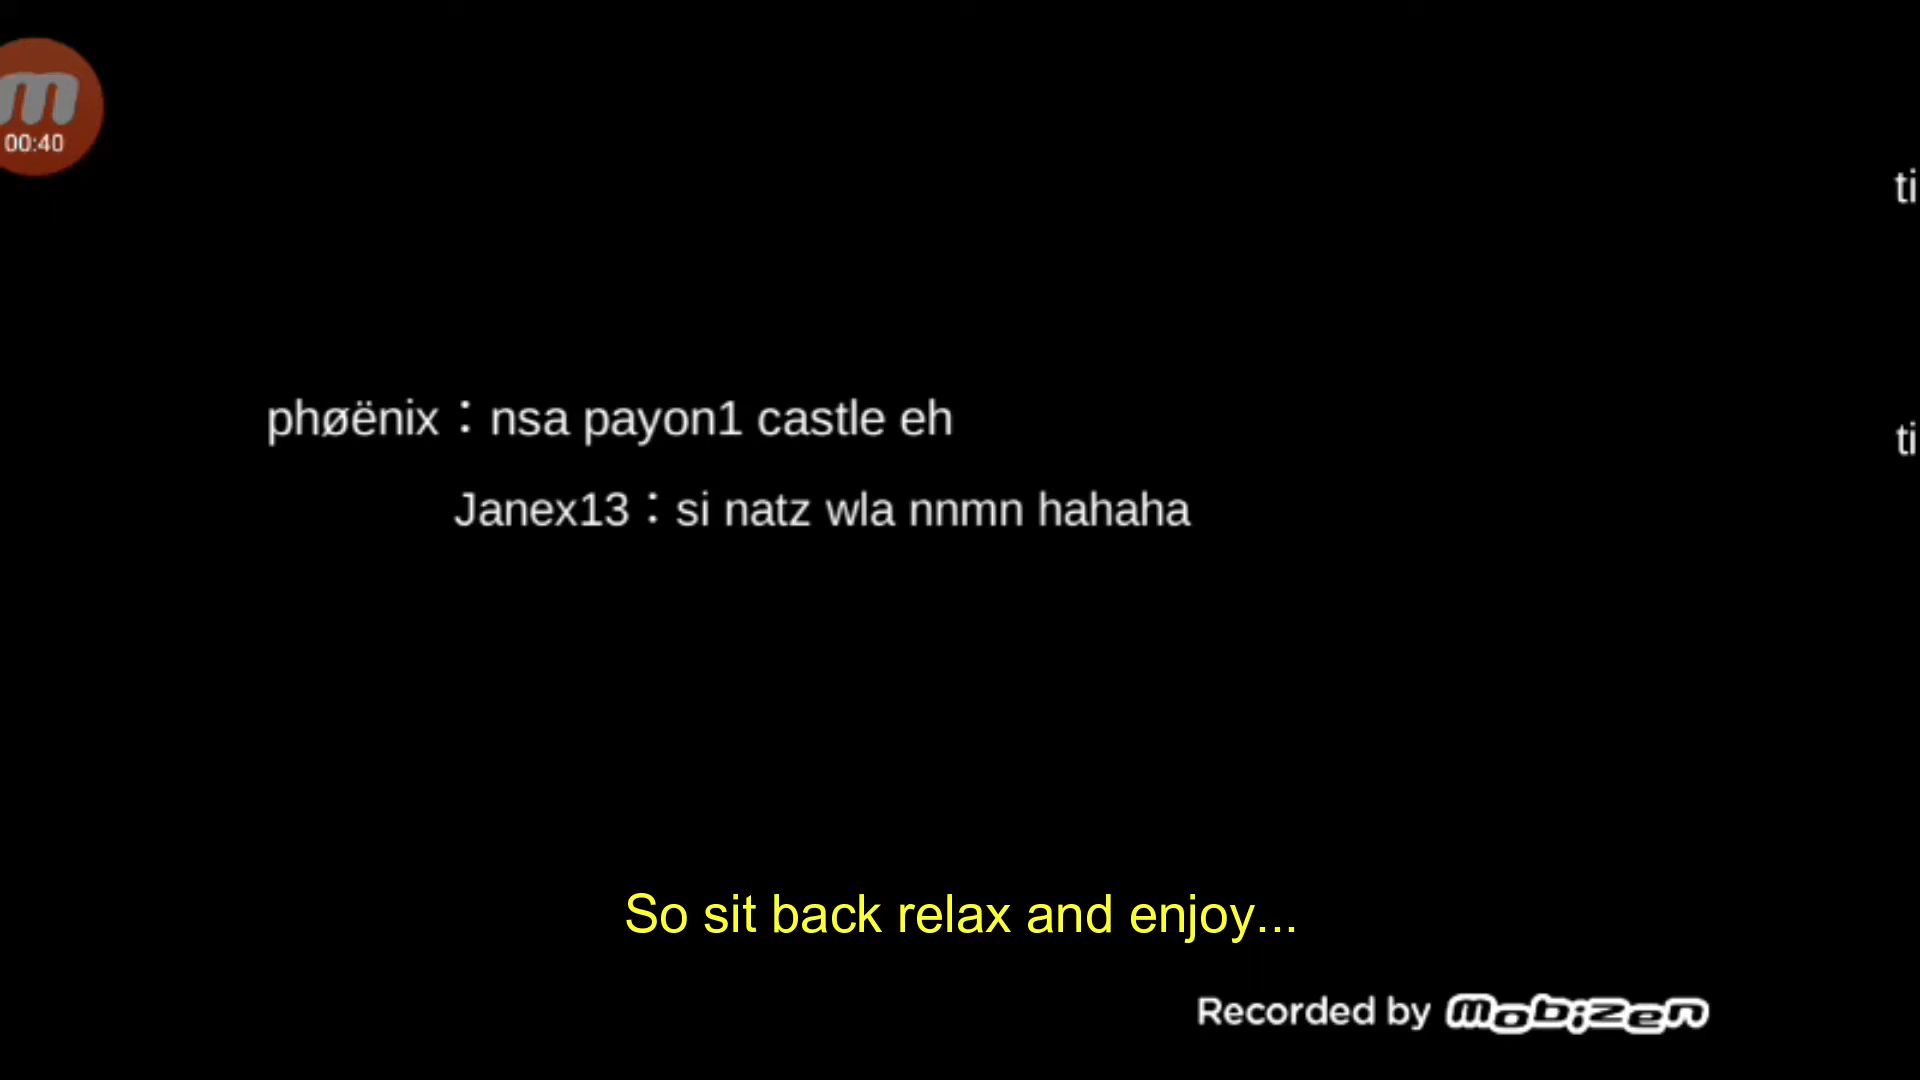 m
00:40
ti
phøënix：nsa payon1 castle eh
ti
Janex13：si natz wla nnmn hahaha
So sit back relax and enjoy...
Recorded by mobizen